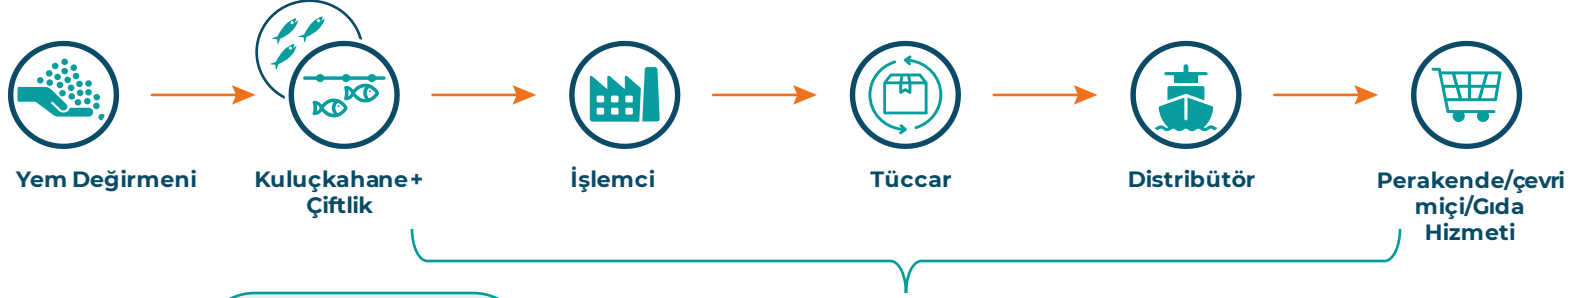 Yem Değirmeni
Kuluçkahane+
Çiftlik
İşlemci
Tüccar
Distribütör
Perakende/çevri
miçi/Gıda
Hizmeti